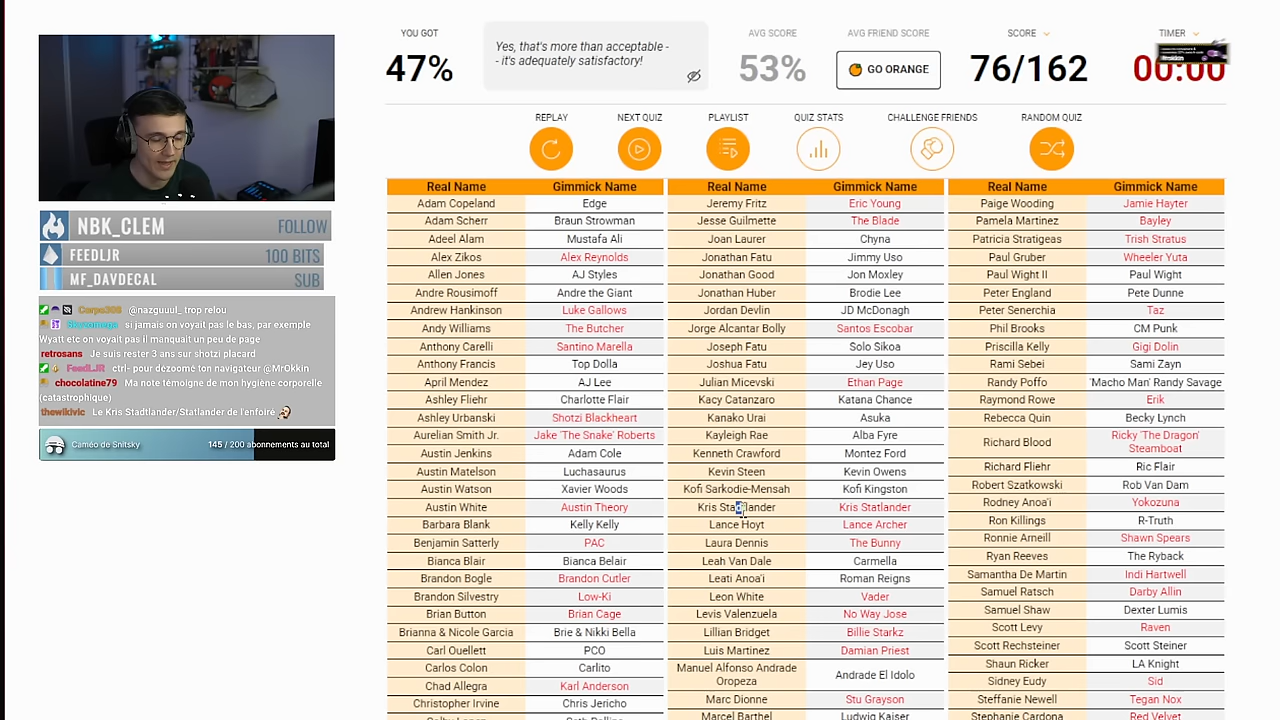 YOU GOT
47%
Yes, that's more than acceptable -
- it's adequately satisfactory!
AVG SCORE
53%
AVG FRIEND SCORE
GO ORANGE
SCORE
76/162
TIMER
00:00
REPLAY
NEXT QUIZ
PLAYLIST
QUIZ STATS
CHALLENGE FRIENDS
RANDOM QUIZ
NBK_CLEM FOLLOW
FEEDLJR 100 BITS
MF_DAVDECAL SUB
Carpo308 @nazguuul_ trop relou
si jamais on voyait pas le bas, par exemple
Wyatt etc on voyait pas il manquait un peu de page
retrosans Je suis rester 3 ans sur shotzi placard
FeedLJR ctrl- pour dézoomé ton navigateur @MrOkkin
chocolatine79 Ma note témoigne de mon hygiène corporelle
(catastrophique)
thewikivic Le Kris Stadtlander/Statlander de l'enfoiré
Caméo de Snitsky 145 / 200 abonnements au total
Real Name Gimmick Name
Adam Copeland Edge
Adam Scherr Braun Strowman
Adeel Alam Mustafa Ali
Alex Zikos Alex Reynolds
Allen Jones AJ Styles
Andre Rousimoff Andre the Giant
Andrew Hankinson Luke Gallows
Andy Williams The Butcher
Anthony Carelli Santino Marella
Anthony Francis Top Dolla
April Mendez AJ Lee
Ashley Fliehr Charlotte Flair
Ashley Urbanski Shotzi Blackheart
Aurelian Smith Jr. Jake 'The Snake' Roberts
Austin Jenkins Adam Cole
Austin Matelson Luchasaurus
Austin Watson Xavier Woods
Austin White Austin Theory
Barbara Blank Kelly Kelly
Benjamin Satterly PAC
Bianca Blair Bianca Belair
Brandon Bogle Brandon Cutler
Brandon Silvestry Low-Ki
Brian Button Brian Cage
Brianna & Nicole Garcia Brie & Nikki Bella
Carl Ouellett PCO
Carlos Colon Carlito
Chad Allegra Karl Anderson
Christopher Irvine Chris Jericho
Real Name Gimmick Name
Jeremy Fritz Eric Young
Jesse Guilmette The Blade
Joan Laurer Chyna
Jonathan Fatu Jimmy Uso
Jonathan Good Jon Moxley
Jonathan Huber Brodie Lee
Jordan Devlin JD McDonagh
Jorge Alcantar Bolly Santos Escobar
Joseph Fatu Solo Sikoa
Joshua Fatu Jey Uso
Julian Micevski Ethan Page
Kacy Catanzaro Katana Chance
Kanako Urai Asuka
Kayleigh Rae Alba Fyre
Kenneth Crawford Montez Ford
Kevin Steen Kevin Owens
Kofi Sarkodie-Mensah Kofi Kingston
Kris Stadtlander Kris Statlander
Lance Hoyt Lance Archer
Laura Dennis The Bunny
Leah Van Dale Carmella
Leati Anoa'i Roman Reigns
Leon White Vader
Levis Valenzuela No Way Jose
Lillian Bridget Billie Starkz
Luis Martinez Damian Priest
Manuel Alfonso Andrade
Oropeza Andrade El Idolo
Marc Dionne Stu Grayson
Marcel Barthel Ludwig Kaiser
Real Name Gimmick Name
Paige Wooding Jamie Hayter
Pamela Martinez Bayley
Patricia Stratigeas Trish Stratus
Paul Gruber Wheeler Yuta
Paul Wight II Paul Wight
Peter England Pete Dunne
Peter Senerchia Taz
Phil Brooks CM Punk
Priscilla Kelly Gigi Dolin
Rami Sebei Sami Zayn
Randy Poffo 'Macho Man' Randy Savage
Raymond Rowe Erik
Rebecca Quin Becky Lynch
Richard Blood Ricky 'The Dragon'
Steamboat
Richard Fliehr Ric Flair
Robert Szatkowski Rob Van Dam
Rodney Anoa'i Yokozuna
Ron Killings R-Truth
Ronnie Arneill Shawn Spears
Ryan Reeves The Ryback
Samantha De Martin Indi Hartwell
Samuel Ratsch Darby Allin
Samuel Shaw Dexter Lumis
Scott Levy Raven
Scott Rechsteiner Scott Steiner
Shaun Ricker LA Knight
Sidney Eudy Sid
Steffanie Newell Tegan Nox
Stephanie Cardona Red Velvet